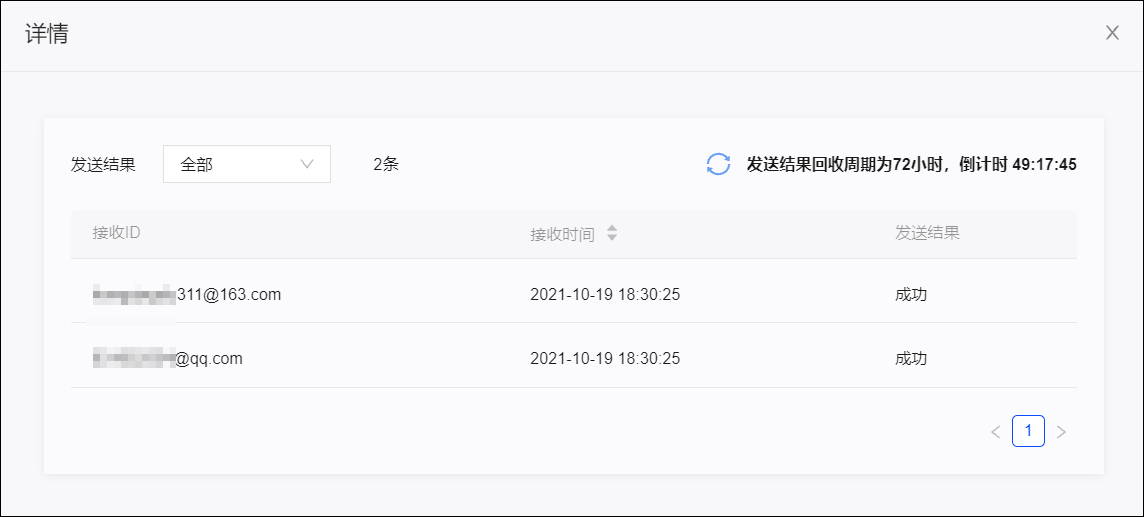 详情
发送结果 全部 2条 发送结果回收周期为72小时，倒计时 49:17:45
接收ID 接收时间 发送结果
311@163.com 2021-10-19 18:30:25 成功
@qq.com 2021-10-19 18:30:25 成功
1